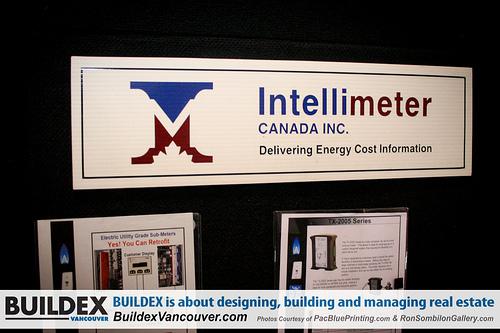 Intellimeter
CANADA INC.
Delivering Energy Cost Information
Electric Utility Grade Sub-Meters
Yes! You Can Retrofit
Customer Display
TX-2005 Series
BUILDEX
VANCOUVER
BUILDEX is about designing, building and managing real estate
BuildexVancouver.com
Photos Courtesy of PacBluePrinting.com & RonSombilonGallery.com